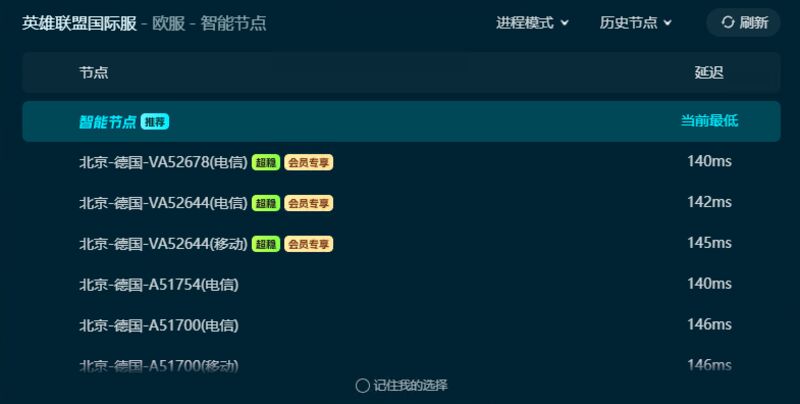 英雄联盟国际服 - 欧服 - 智能节点 进程模式 历史节点 刷新
节点 延迟
智能节点 推荐 当前最低
北京-德国-VA52678(电信) 超稳 会员专享 140ms
北京-德国-VA52644(电信) 超稳 会员专享 142ms
北京-德国-VA52644(移动) 超稳 会员专享 145ms
北京-德国-A51754(电信) 140ms
北京-德国-A51700(电信) 146ms
北京-德国-A51700(移动) 146ms
记住我的选择